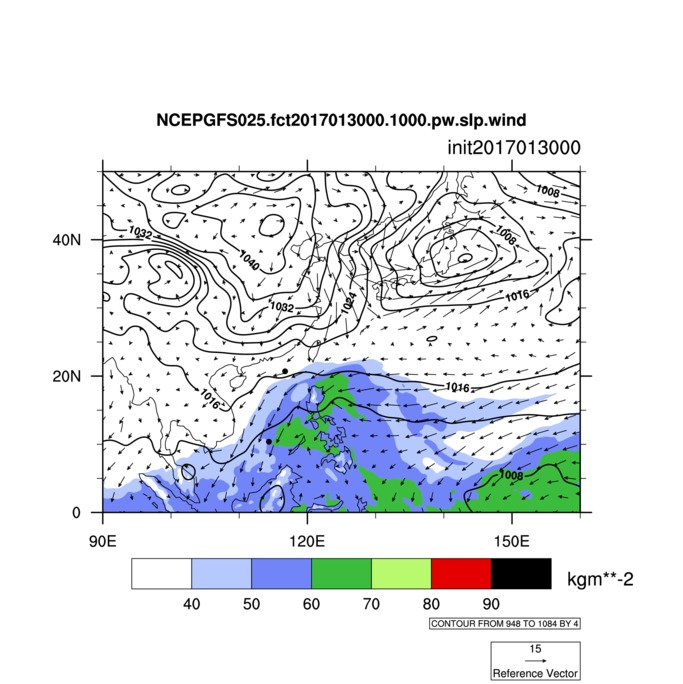 NCEPGFS025.fct2017013000.1000.pw.slp.wind
init2017013000
1008
1032
1008
40N
1040
1016
1032
1024
20N
1016
1016
1008
0
90E 120E 150E
kgm**-2
40 50 60 70 80 90
CONTOUR FROM 948 TO 1084 BY 4
15
Reference Vector